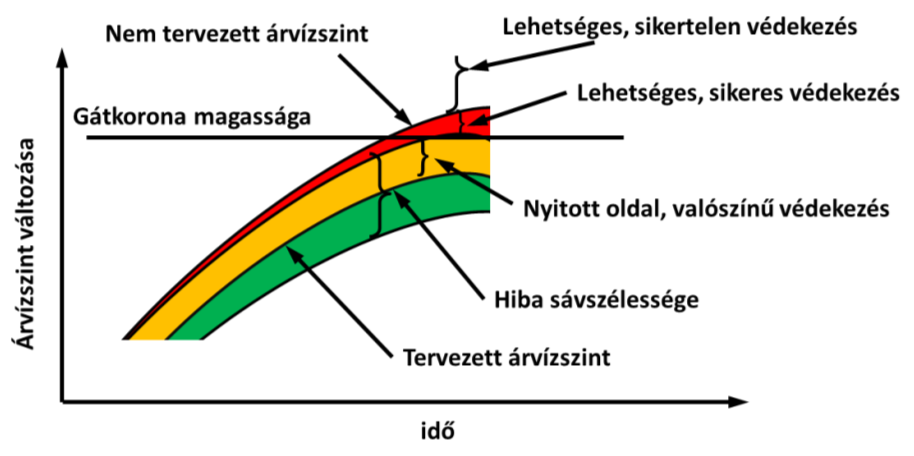 Lehetséges, sikertelen védekezés
Nem tervezett árvízszint
Lehetséges, sikeres védekezés
Gátkorona magassága
Nyitott oldal, valószínű védekezés
Hiba sávszélessége
Tervezett árvízszint
Árvízszint változása
idő